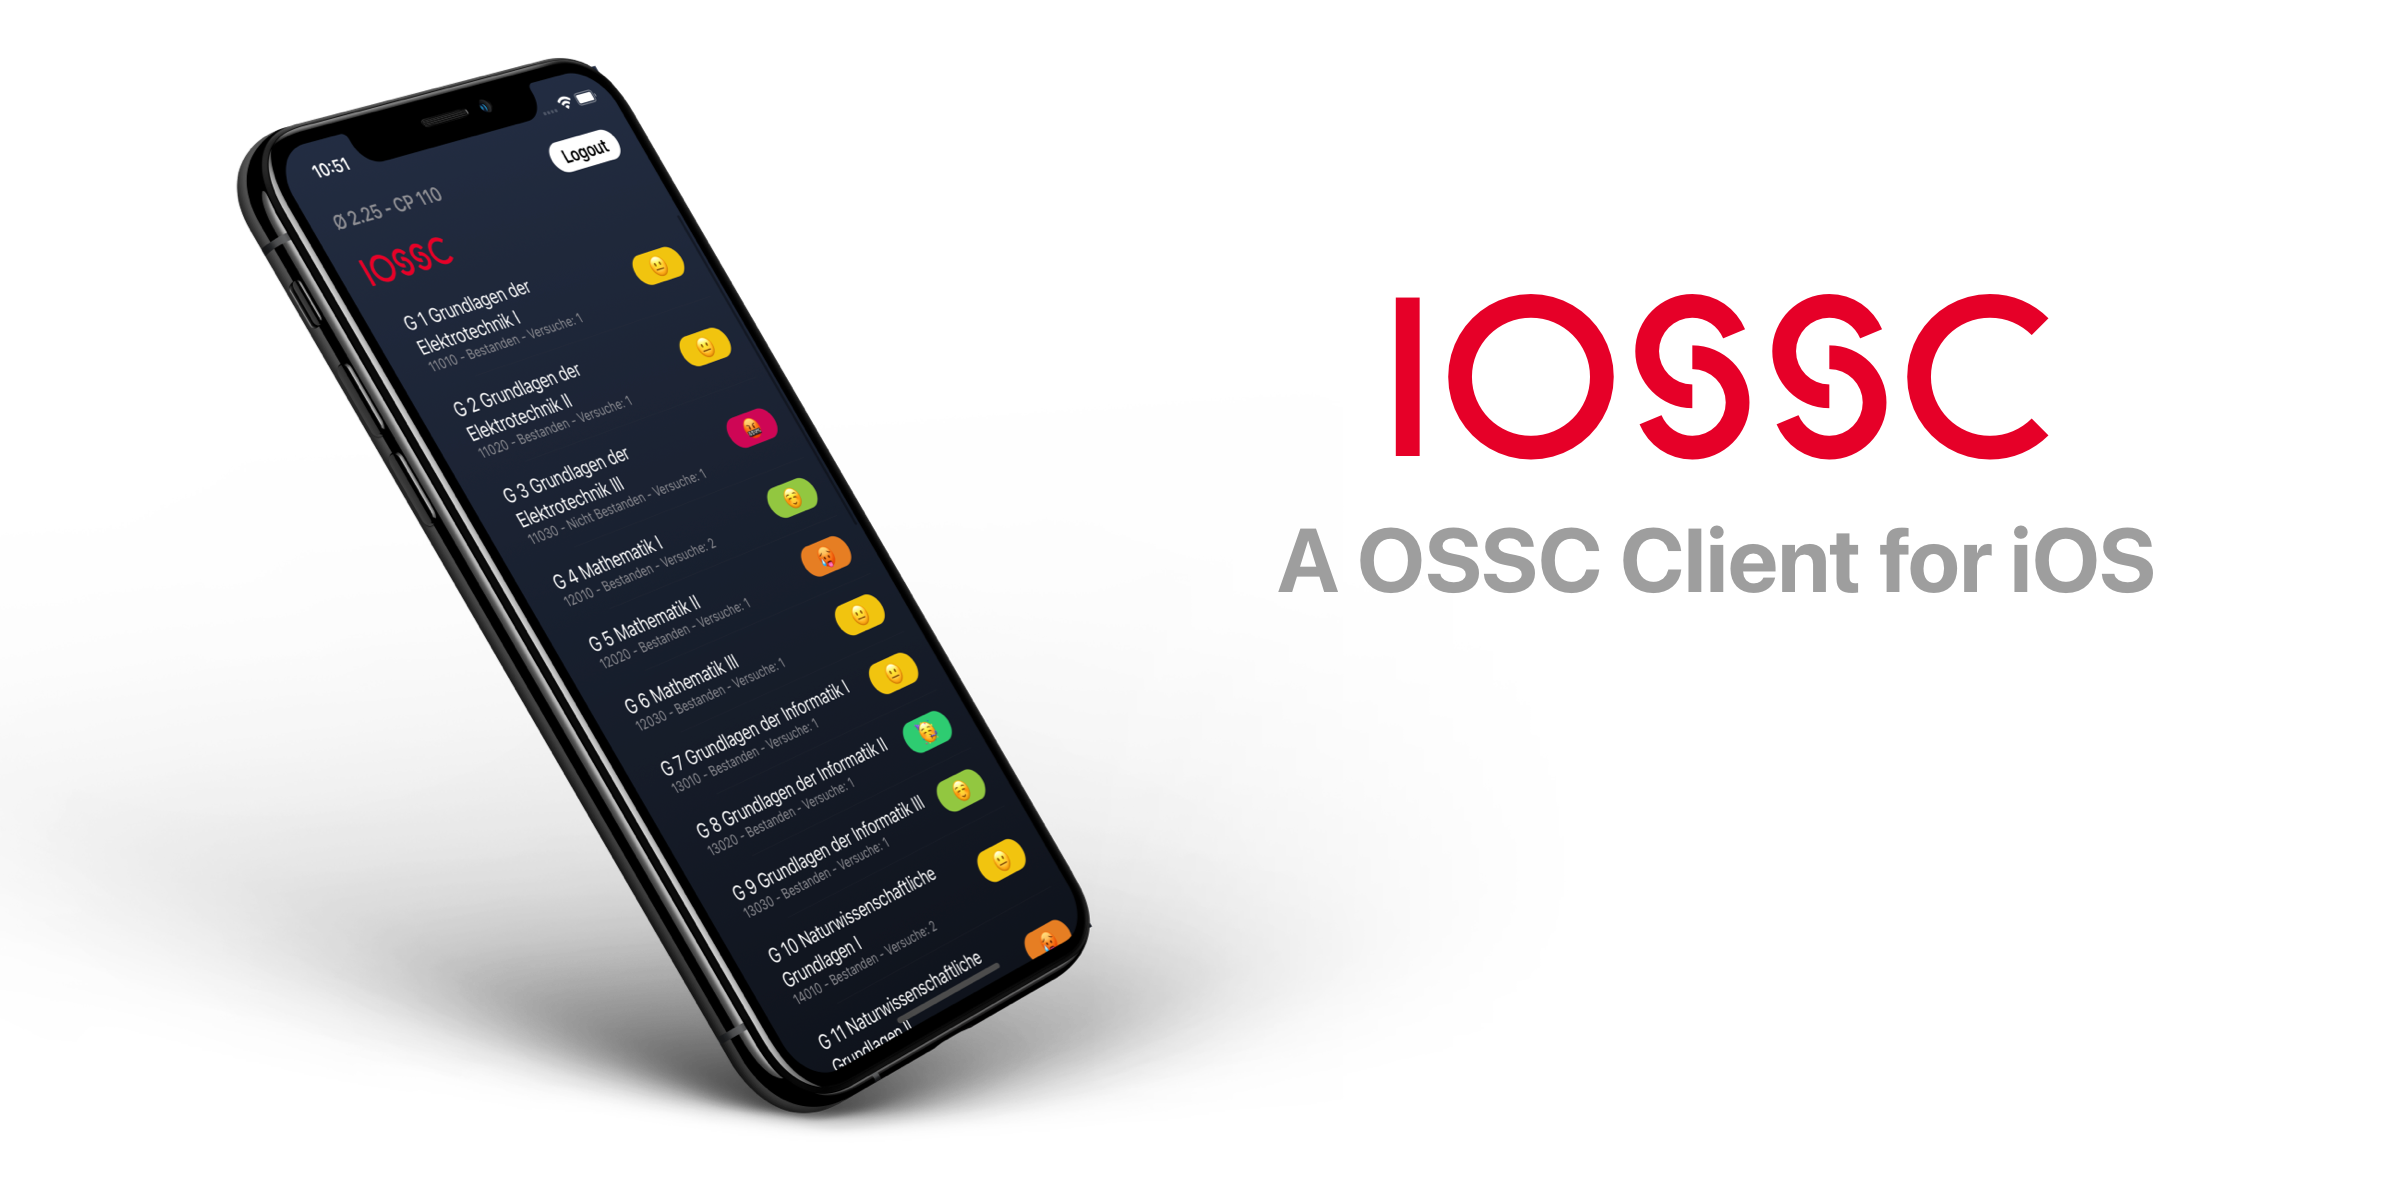 10:51
Logout
Ø 2.25 - CP 110
IOSSC
G 1 Grundlagen der
Elektrotechnik I
11010 - Bestanden - Versuche: 1
G 2 Grundlagen der
Elektrotechnik II
11020 - Bestanden - Versuche: 1
G 3 Grundlagen der
Elektrotechnik III
11030 - Nicht Bestanden - Versuche: 1
G 4 Mathematik I
12010 - Bestanden - Versuche: 2
G 5 Mathematik II
12020 - Bestanden - Versuche: 1
G 6 Mathematik III
12030 - Bestanden - Versuche: 1
G 7 Grundlagen der Informatik I
13010 - Bestanden - Versuche: 1
G 8 Grundlagen der Informatik II
13020 - Bestanden - Versuche: 1
G 9 Grundlagen der Informatik III
13030 - Bestanden - Versuche: 1
G 10 Naturwissenschaftliche
Grundlagen I
14010 - Bestanden - Versuche: 2
G 11 Naturwissenschaftliche
Grundlagen II
IOSSC
A OSSC Client for iOS